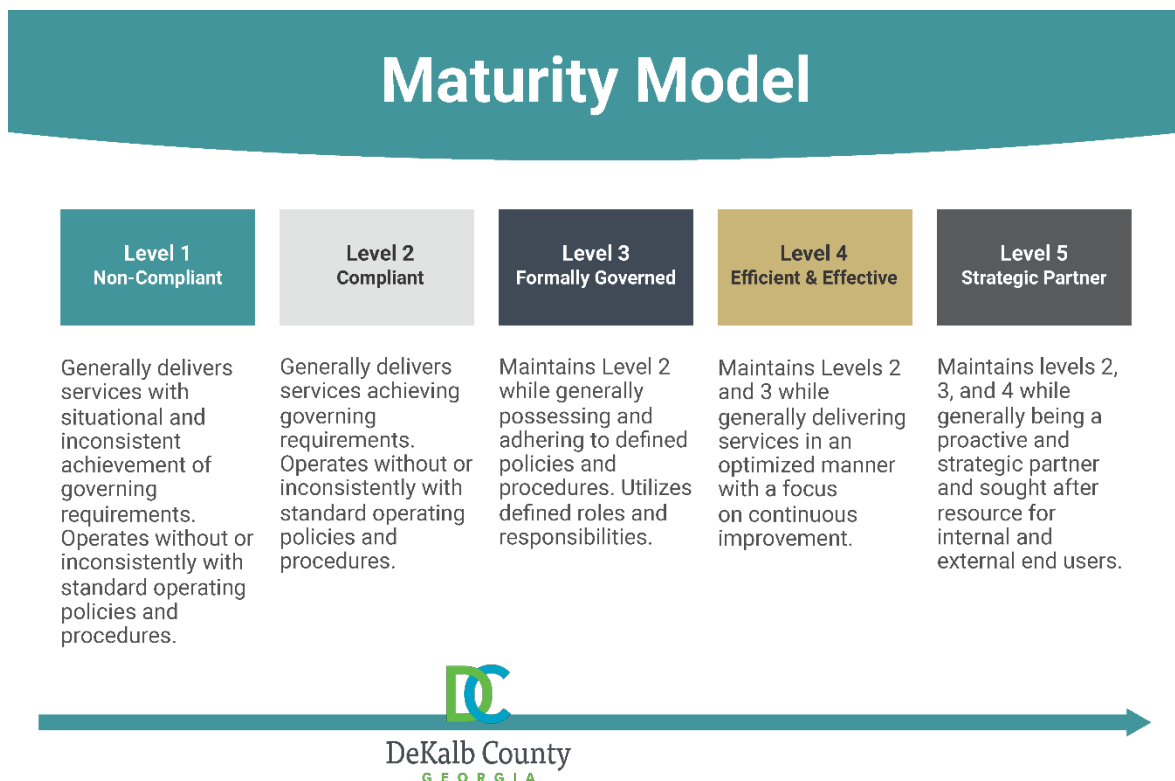 Maturity Model
Level 1
Non-Compliant
Generally delivers
services with
situational and
inconsistent
achievement of
governing
requirements.
Operates without or
inconsistently with
standard operating
policies and
procedures.
Level 2
Compliant
Generally delivers
services achieving
governing
requirements.
Operates without or
inconsistently with
standard operating
policies and
procedures.
Level 3
Formally Governed
Maintains Level 2
while generally
possessing and
adhering to defined
policies and
procedures. Utilizes
defined roles and
responsibilities.
Level 4
Efficient & Effective
Maintains Levels 2
and 3 while
generally delivering
services in an
optimized manner
with a focus
on continuous
improvement.
Level 5
Strategic Partner
Maintains levels 2,
3, and 4 while
generally being a
proactive and
strategic partner
and sought after
resource for
internal and
external end users.
DC
DeKalb County
GEORGIA